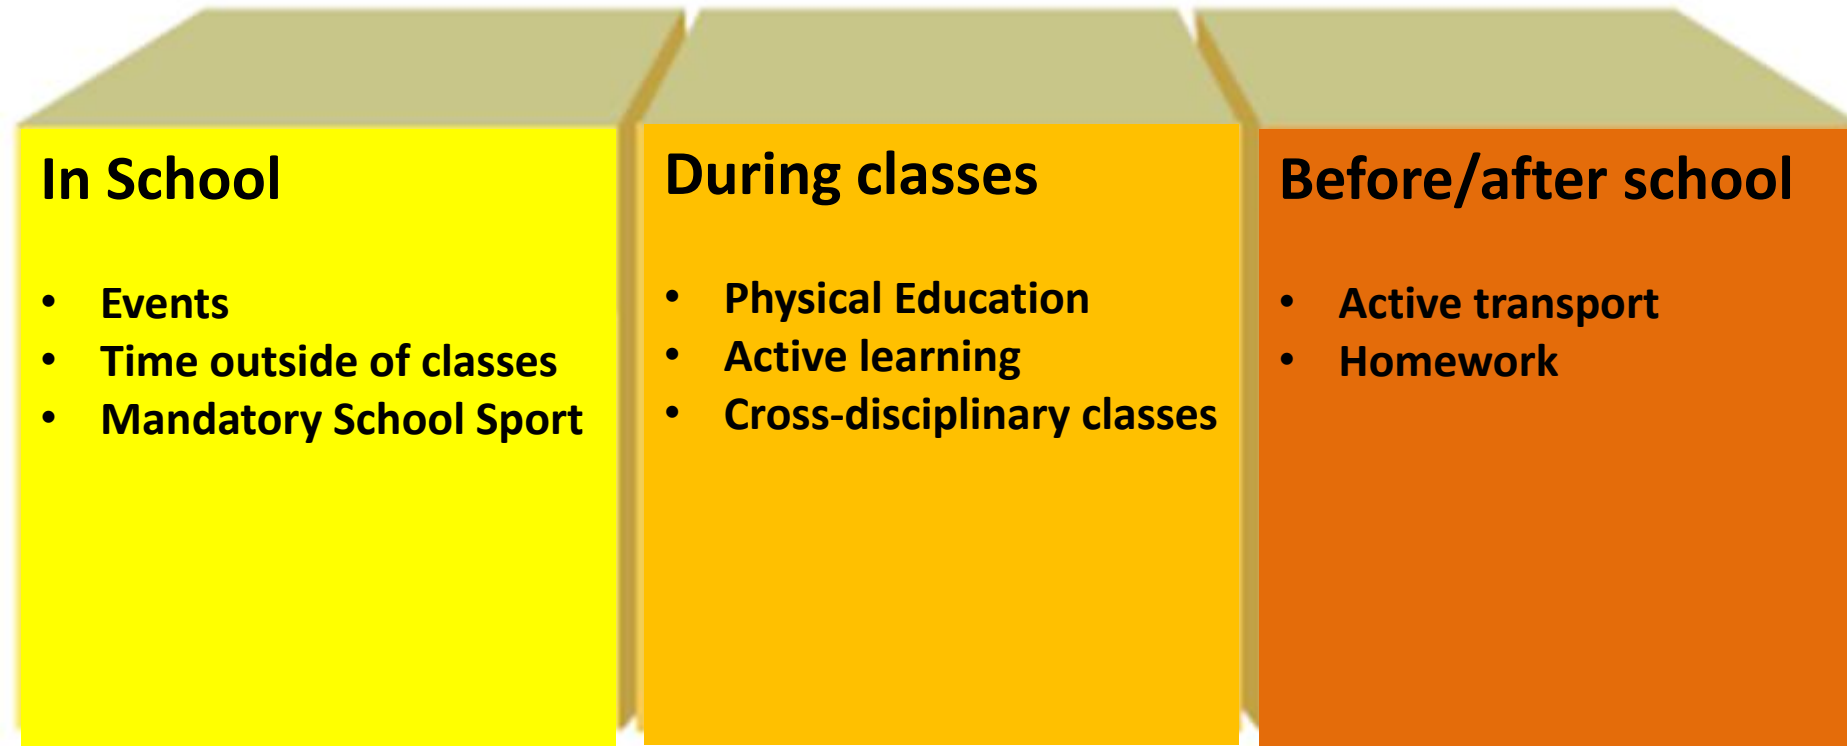 In School
• Events
• Time outside of classes
• Mandatory School Sport
During classes
• Physical Education
• Active learning
• Cross-disciplinary classes
Before/after school
• Active transport
• Homework